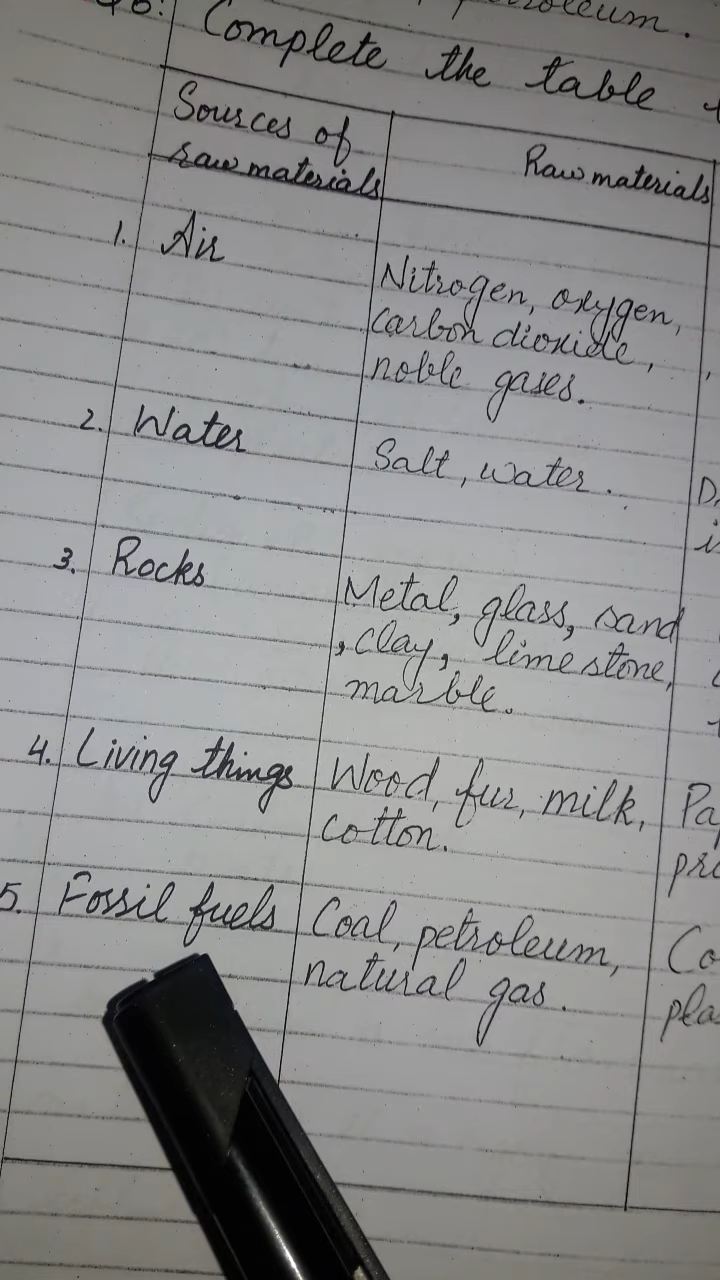 Complete the table
Sources of raw materials
Raw materials
1. Air
Nitrogen, oxygen,
carbon dioxide,
noble gases.
2. Water
Salt, water.
3. Rocks
Metal, glass, sand
, clay, lime stone,
marble.
4. Living things
Wood, fur, milk,
cotton.
5. Fossil fuels
Coal, petroleum,
natural gas.